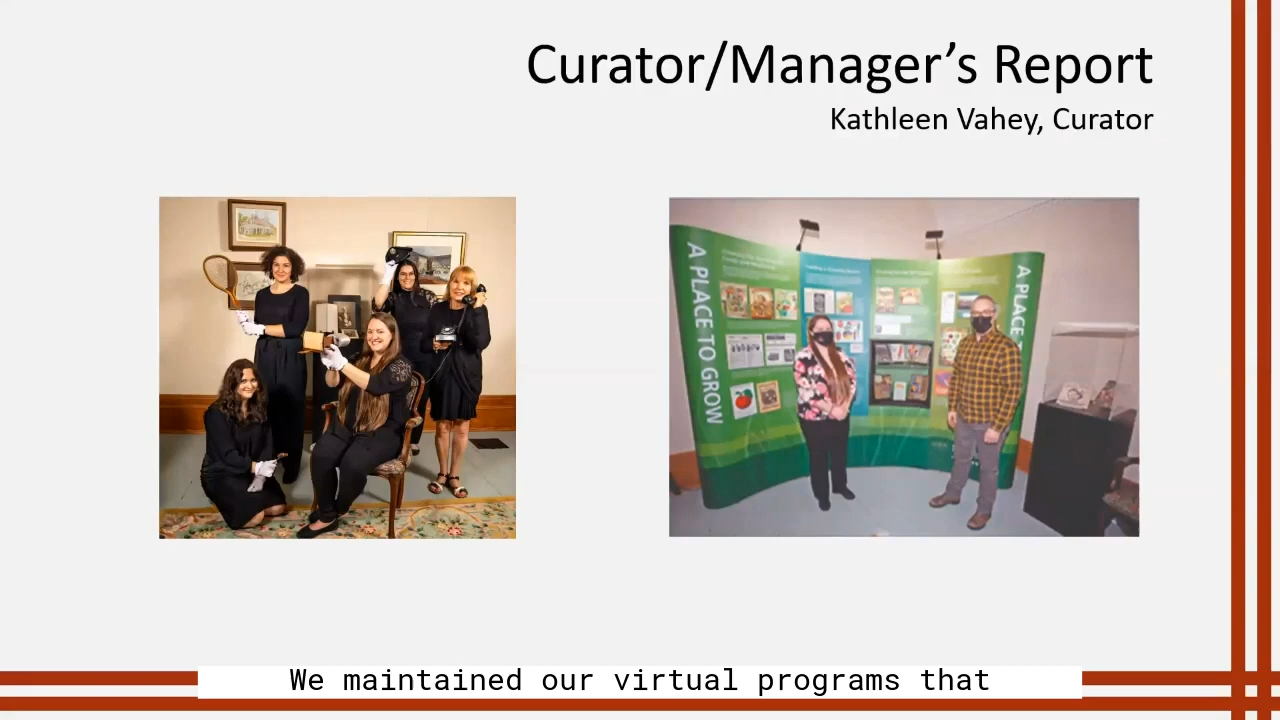 Curator/Manager’s Report
Kathleen Vahey, Curator
A PLACE TO GROW
A PLACE T
We maintained our virtual programs that